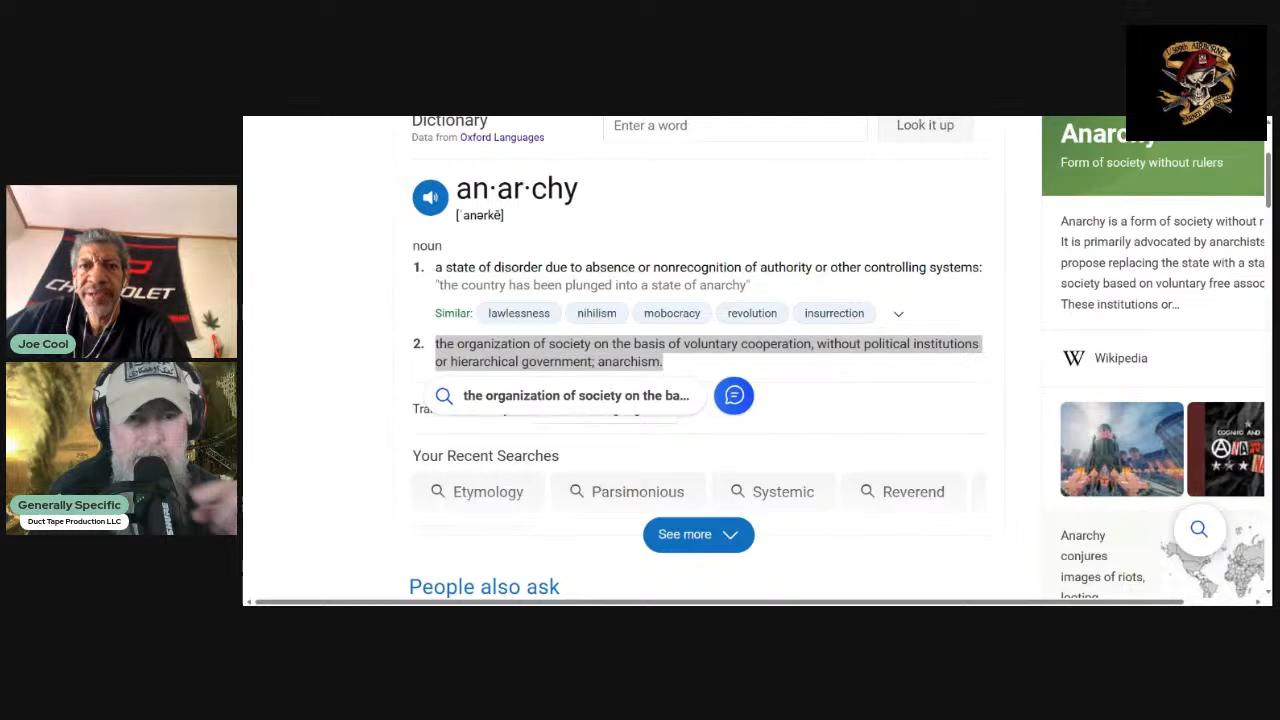 Dictionary
Data from Oxford Languages
Enter a word
Look it up
an·ar·chy
[ˈanərkē]
noun
1. a state of disorder due to absence or nonrecognition of authority or other controlling systems:
"the country has been plunged into a state of anarchy"
Similar: lawlessness nihilism mobocracy revolution insurrection
2. the organization of society on the basis of voluntary cooperation, without political institutions
or hierarchical government; anarchism.
the organization of society on the ba...
Your Recent Searches
Etymology Parsimonious Systemic Reverend
See more
People also ask
Form of society without rulers
Anarchy is a form of society without r
It is primarily advocated by anarchists
propose replacing the state with a sta
society based on voluntary free assoc
These institutions or...
W Wikipedia
Anarchy
conjures
images of riots,
Joe Cool
Generally Specific
Duct Tape Production LLC